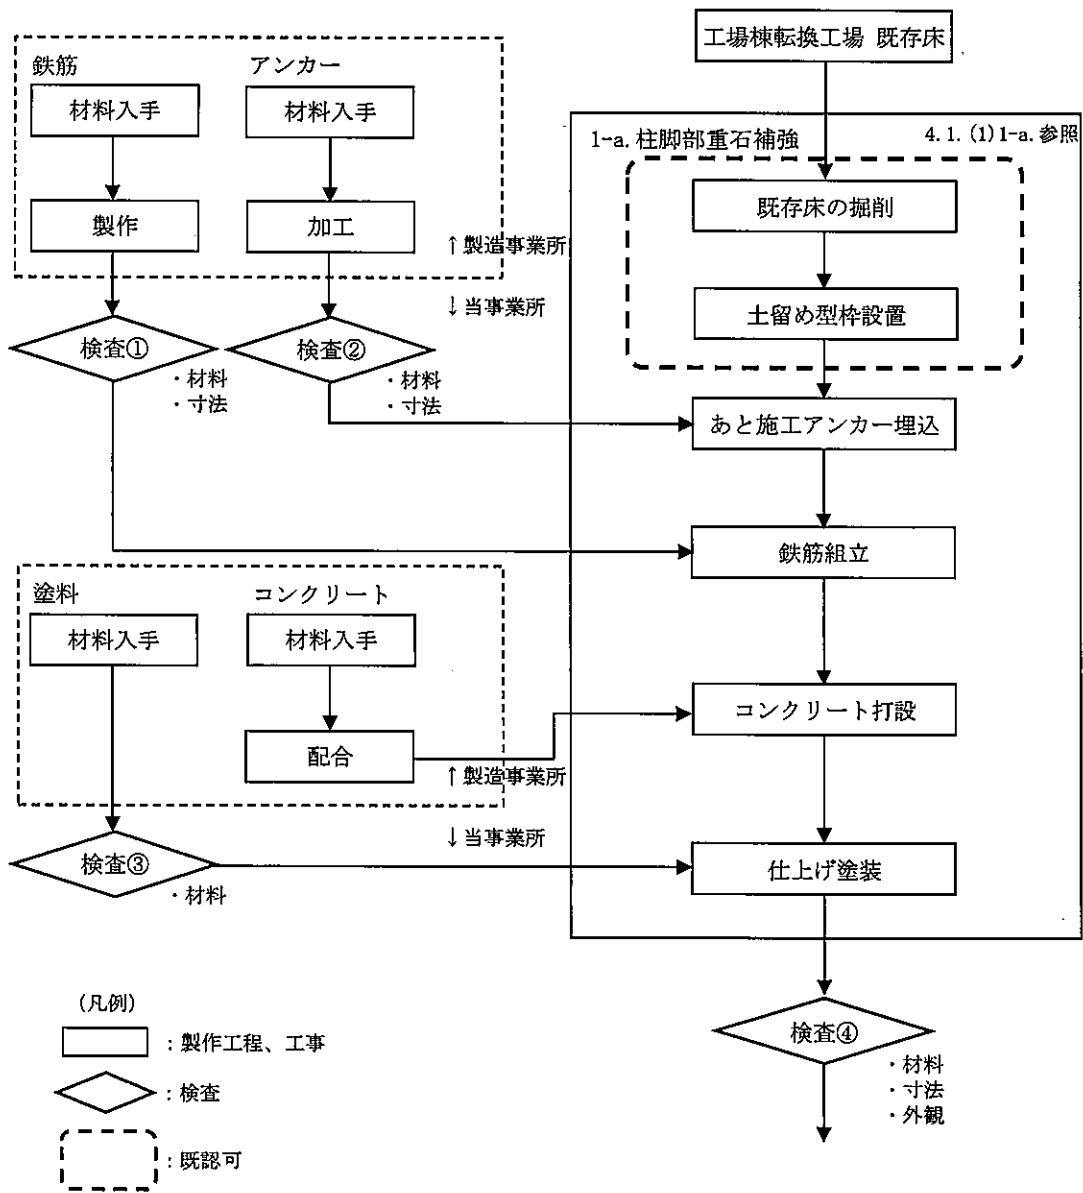 工場棟転換工場 既存床
鉄筋
アンカー
材料入手
材料入手
製作
加工
↑製造事業所
↓当事業所
検査①
・材料
・寸法
検査②
・材料
・寸法
1-a. 柱脚部重石補強
4.1.(1)1-a.参照
既存床の掘削
土留め型枠設置
あと施工アンカー埋込
鉄筋組立
塗料
コンクリート
材料入手
材料入手
配合
↑製造事業所
↓当事業所
コンクリート打設
検査③
・材料
仕上げ塗装
検査④
・材料
・寸法
・外観
(凡例)
：製作工程、工事
：検査
：既認可